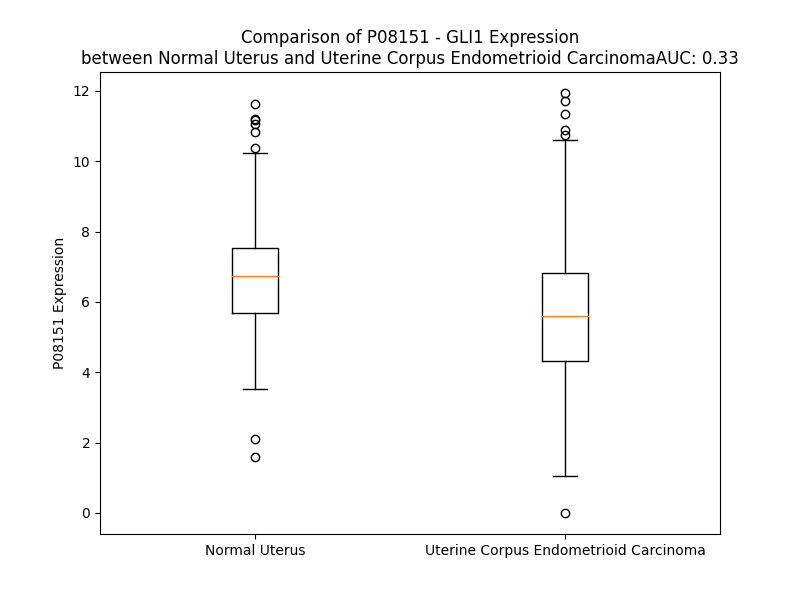 Comparison of P08151 - GLI1 Expression
between Normal Uterus and Uterine Corpus Endometrioid CarcinomaAUC: 0.33
P08151 Expression
12
10
8
6
4
2
0
Normal Uterus
Uterine Corpus Endometrioid Carcinoma